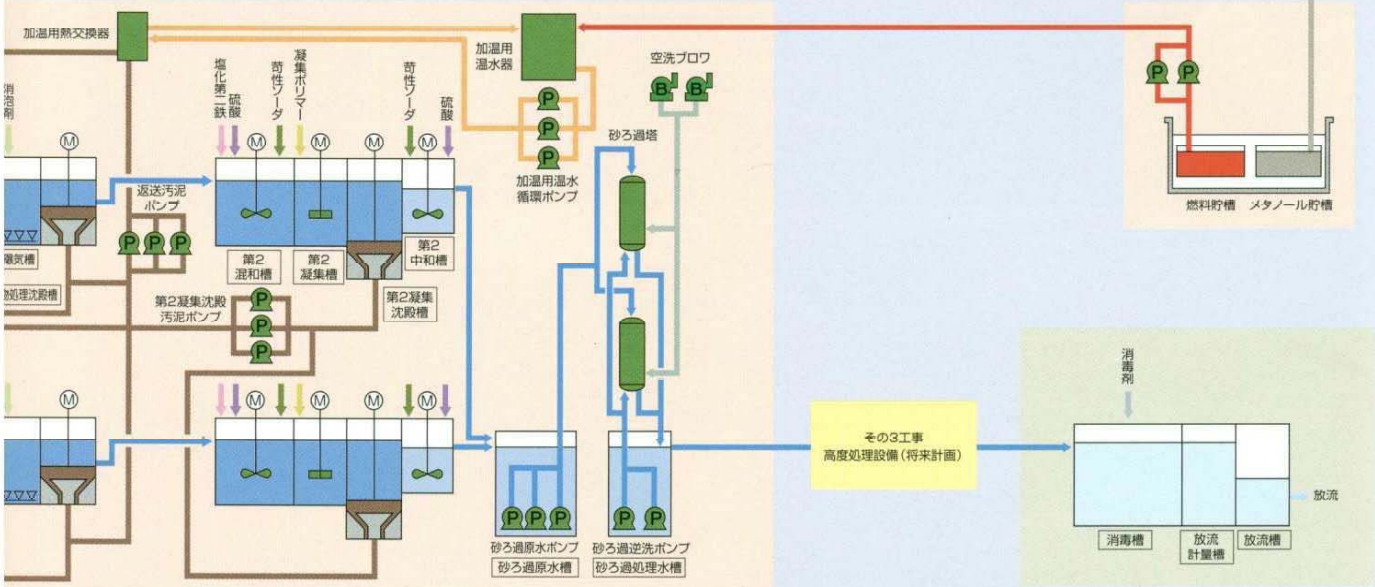 加温用熱交換器
加温用
温水器
空洗ブロワ
塩化第二鉄
硫酸
苛性ソーダ
凝集ポリマー
苛性ソーダ
硫酸
消泡剤
M
M
M
M
M
P
P
P
B
B
P
P
砂ろ過塔
加温用温水
循環ポンプ
燃料貯槽
メタノール貯槽
返送汚泥
ポンプ
P
P
P
曝気槽
物処理沈殿槽
第2
混和槽
第2
凝集槽
第2
中和槽
第2凝集
沈殿槽
第2凝集沈殿
汚泥ポンプ
P
P
P
M
M
M
M
M
消毒剤
その3工事
高度処理設備(将来計画)
P
P
P
P
P
砂ろ過原水ポンプ
砂ろ過原水槽
砂ろ過逆洗ポンプ
砂ろ過処理水槽
消毒槽
放流
計量槽
放流槽
放流